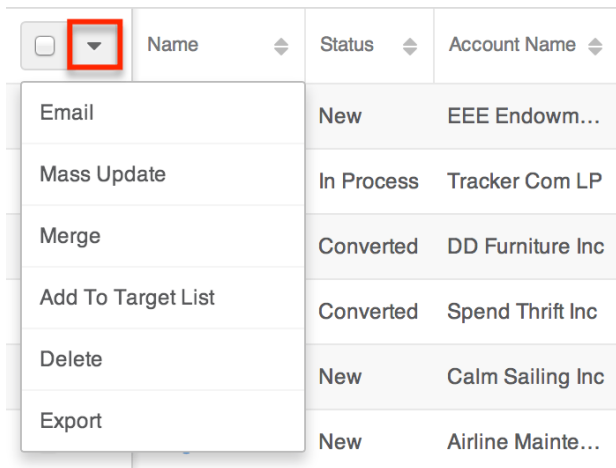 Name Status Account Name
Email
New EEE Endowm...
Mass Update
In Process Tracker Com LP
Merge
Converted DD Furniture Inc
Add To Target List
Converted Spend Thrift Inc
Delete
New Calm Sailing Inc
Export
New Airline Mainte...